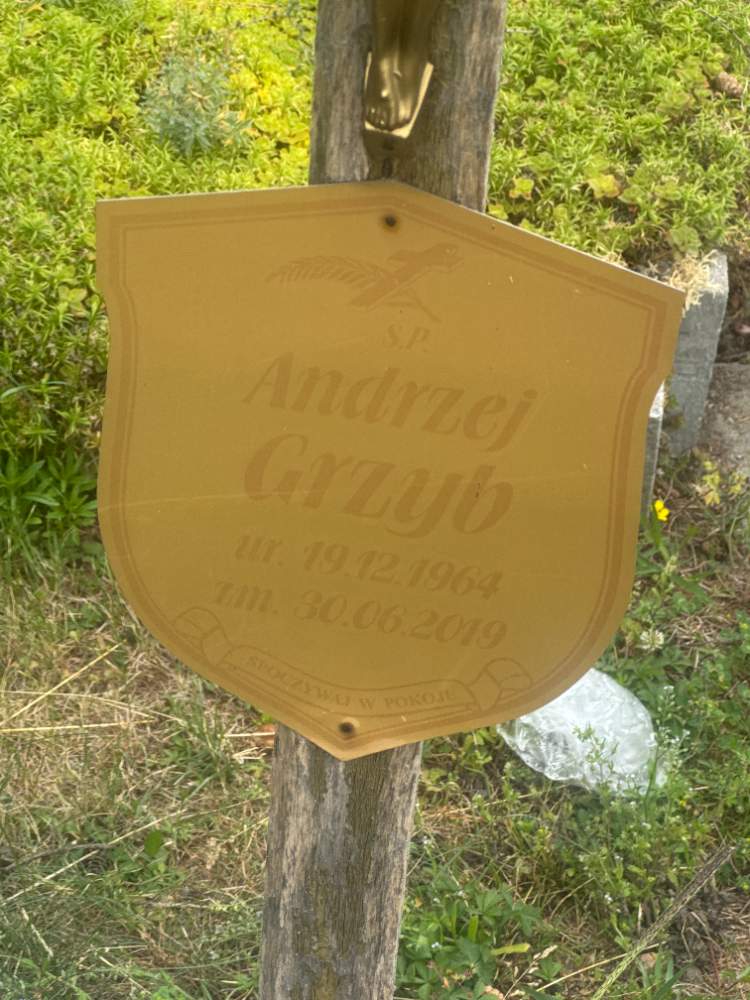 Ś.P.
Andrzej
Grzyb
ur. 19.12.1964
zm. 30.06.2019
SPOCZYWAJ W POKOJU